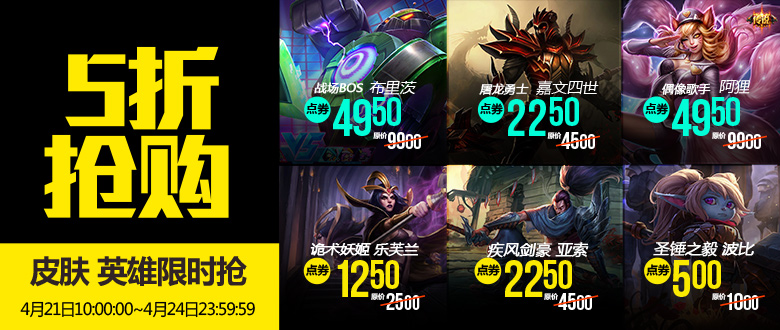 5折
抢购
皮肤 英雄限时抢
4月21日10:00:00~4月24日23:59:59
战场BOS 布里茨
点券 4950
原价 9900
屠龙勇士 嘉文四世
点券 2250
原价 4500
传说
偶像歌手 阿狸
点券 4950
原价 9900
诡术妖姬 乐芙兰
点券 1250
原价 2500
疾风剑豪 亚索
点券 2250
原价 4500
圣锤之毅 波比
点券 500
原价 1000